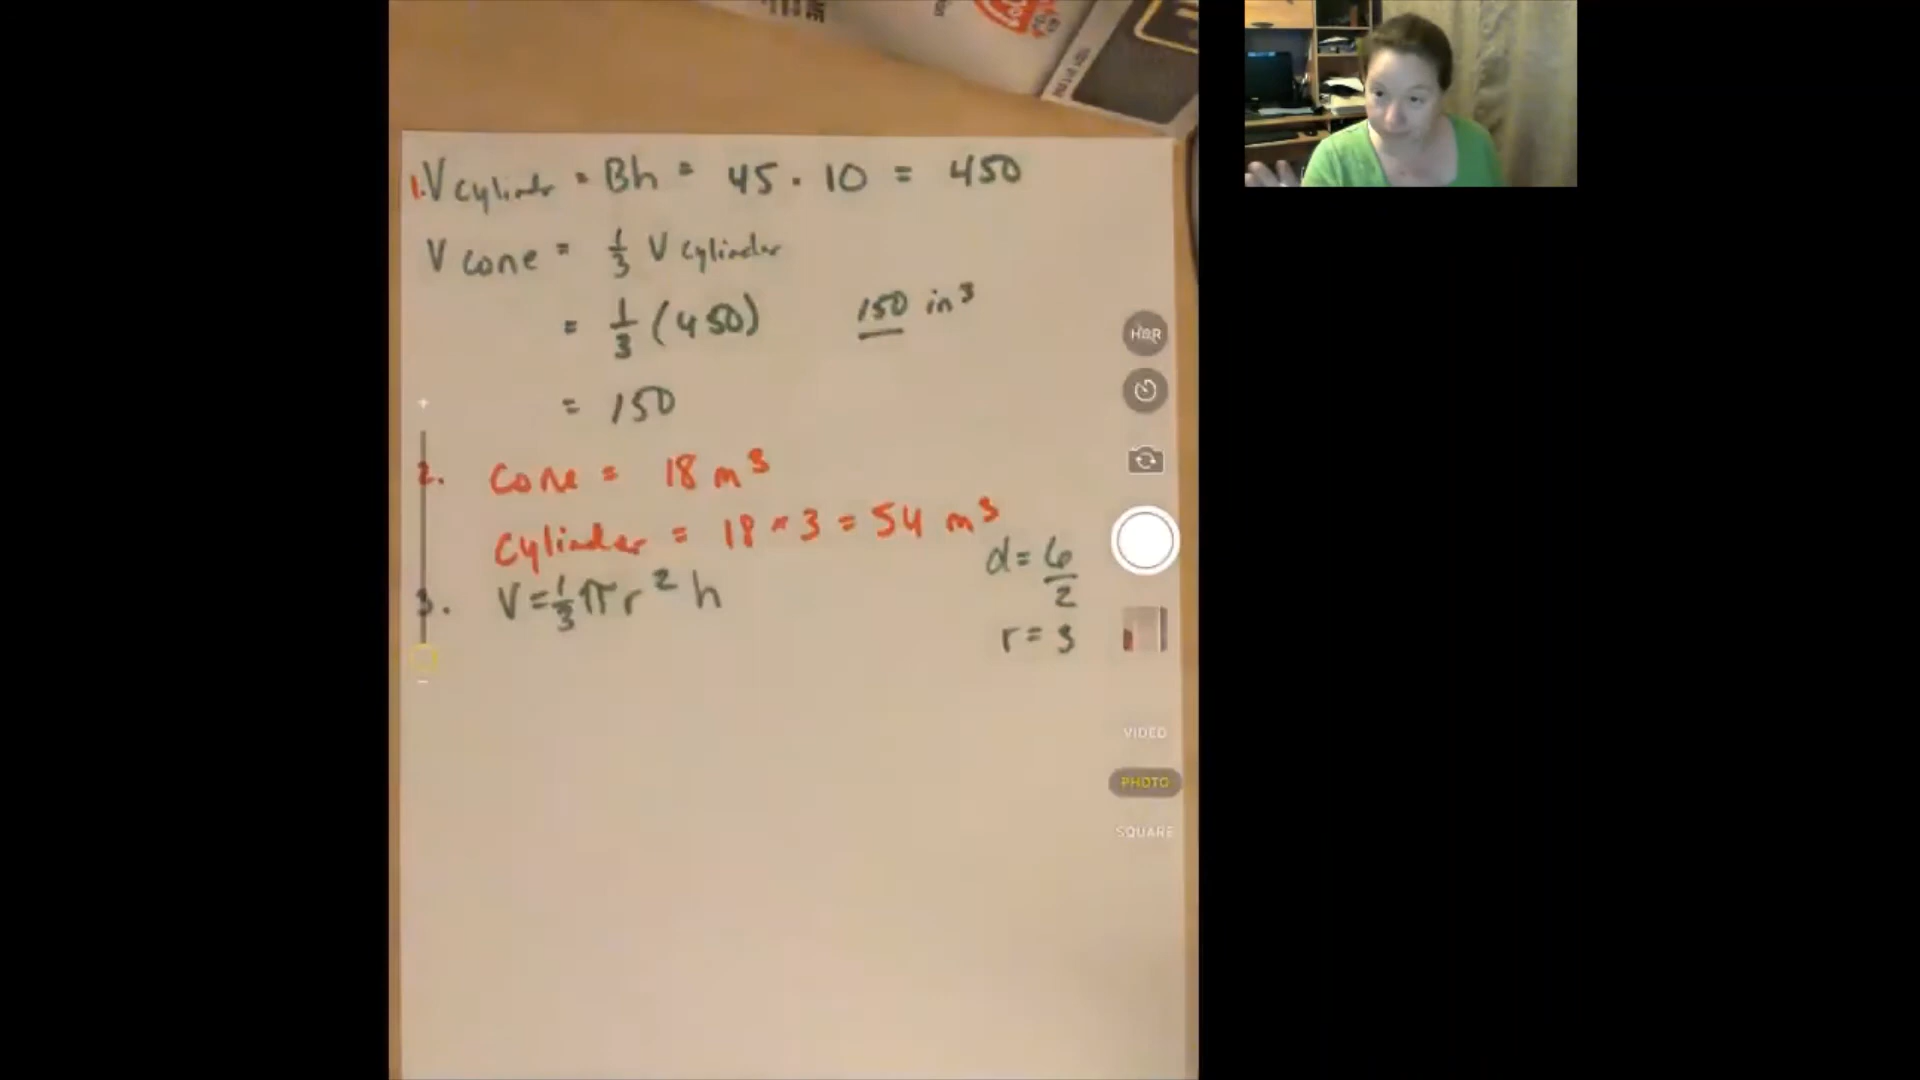 1. V cylinder = Bh = 45 · 10 = 450
V cone = 1/3 V cylinder
= 1/3 (450)
150 in³
= 150
2. Cone = 18 m³
Cylinder = 18 * 3 = 54 m³
d = 6/2
3. V = 1/3 π r² h
r = 3
HDR
VIDEO
PHOTO
SQUARE